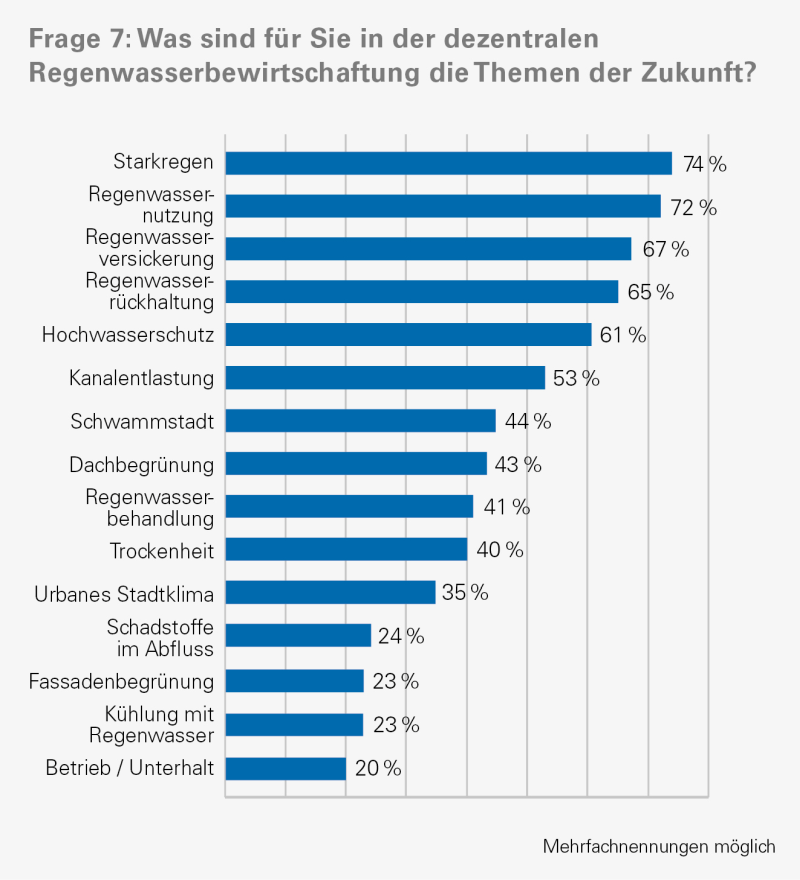 Frage 7: Was sind für Sie in der dezentralen
Regenwasserbewirtschaftung die Themen der Zukunft?
Starkregen
74 %
Regenwasser-
nutzung
72 %
Regenwasser-
versickerung
67 %
Regenwasser-
rückhaltung
65 %
Hochwasserschutz
61 %
Kanalentlastung
53 %
Schwammstadt
44 %
Dachbegrünung
43 %
Regenwasser-
behandlung
41 %
Trockenheit
40 %
Urbanes Stadtklima
35 %
Schadstoffe
im Abfluss
24 %
Fassadenbegrünung
23 %
Kühlung mit
Regenwasser
23 %
Betrieb / Unterhalt
20 %
Mehrfachnennungen möglich